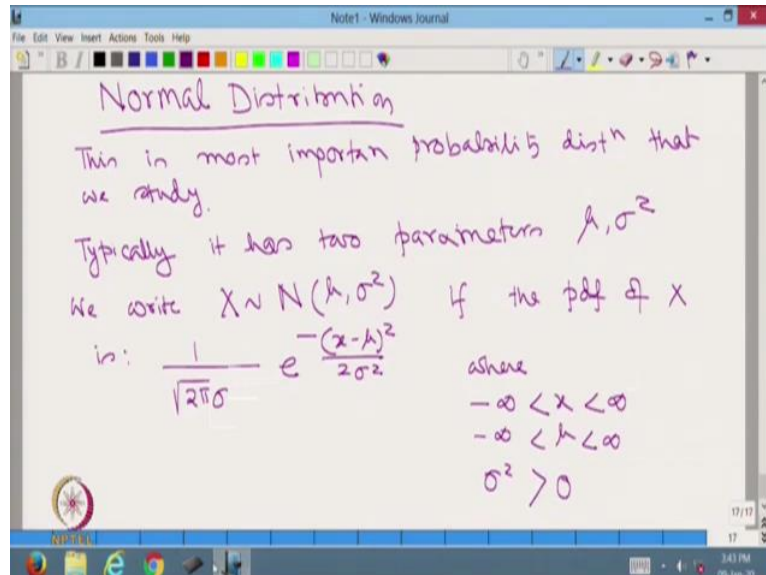 Note1 - Windows Journal
File Edit View Insert Actions Tools Help
B I
Normal Distribution
This is most importan probability distn that
we study.
Typically it has two parameters μ, σ²
We write X ~ N(μ, σ²) if the pdf of X
is: 1/(√2π σ) e^(-(x-μ)²/2σ²) where
-∞ < x < ∞
-∞ < μ < ∞
σ² > 0
NPTEL
17/17
17
3:43 PM